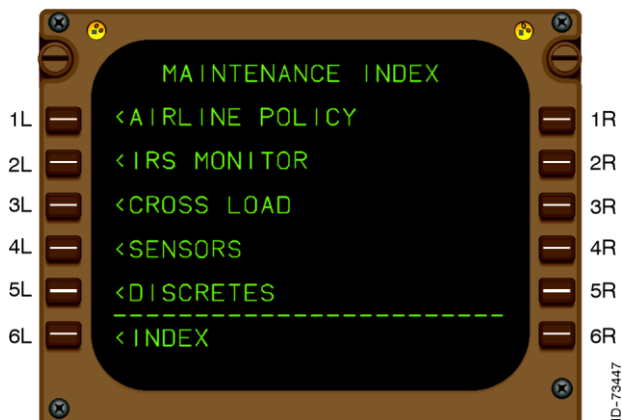 MAINTENANCE INDEX
1L <AIRLINE POLICY 1R
2L <IRS MONITOR 2R
3L <CROSS LOAD 3R
4L <SENSORS 4R
5L <DISCRETES 5R
6L <INDEX 6R
ID-73447